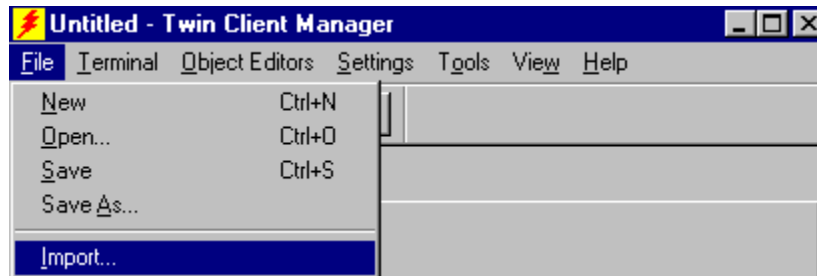 Untitled - Twin Client Manager
File Terminal Object Editors Settings Tools View Help
New Ctrl+N
Open... Ctrl+O
Save Ctrl+S
Save As...
Import...